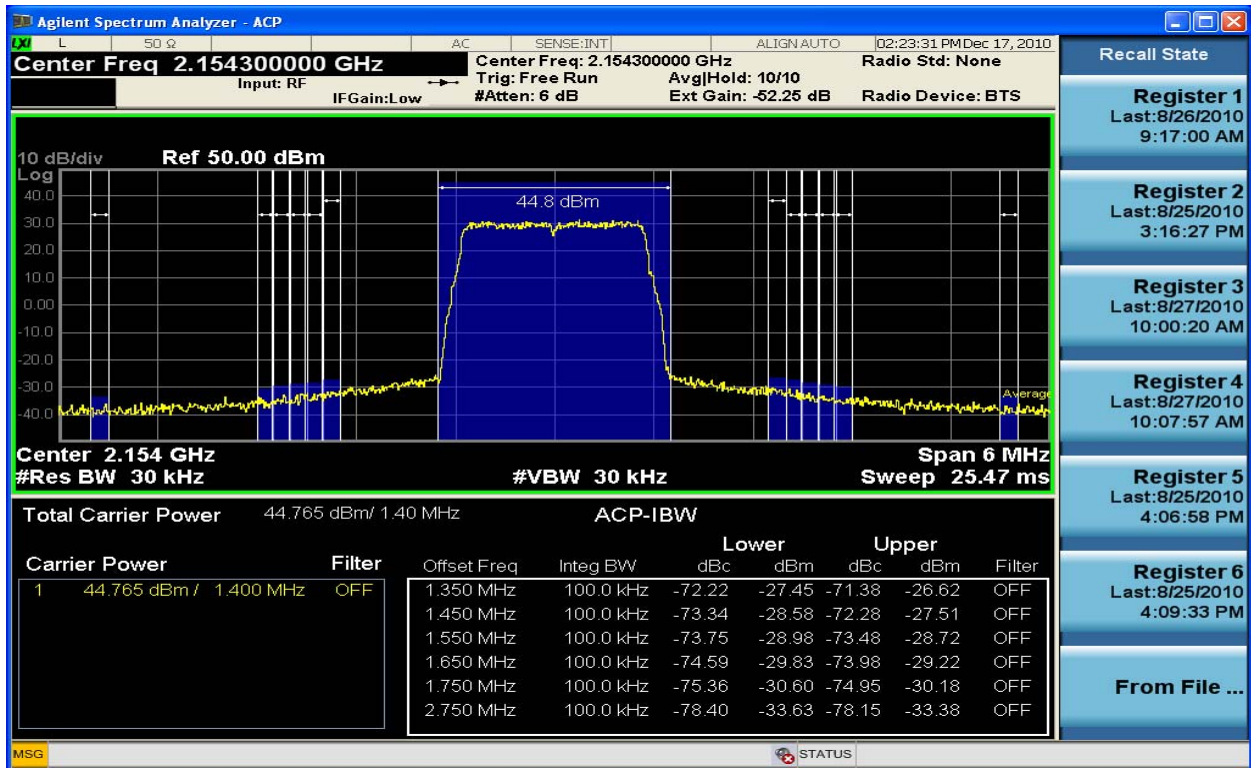 Agilent Spectrum Analyzer - ACP
LXI L 50 Ω AC SENSE:INT ALIGN AUTO 02:23:31 PM Dec 17, 2010
Center Freq 2.154300000 GHz
Input: RF
IFGain:Low
Center Freq: 2.154300000 GHz
Trig: Free Run Avg|Hold: 10/10
#Atten: 6 dB Ext Gain: -52.25 dB
Radio Std: None
Radio Device: BTS
10 dB/div Ref 50.00 dBm
Log
40.0
30.0
20.0
10.0
0.00
-10.0
-20.0
-30.0
-40.0
44.8 dBm
Average
Center 2.154 GHz Span 6 MHz
#Res BW 30 kHz #VBW 30 kHz Sweep 25.47 ms
Total Carrier Power 44.765 dBm/ 1.40 MHz ACP-IBW
Lower Upper
Carrier Power Filter
1 44.765 dBm / 1.400 MHz OFF
Offset Freq Integ BW dBc dBm dBc dBm Filter
1.350 MHz 100.0 kHz -72.22 -27.45 -71.38 -26.62 OFF
1.450 MHz 100.0 kHz -73.34 -28.58 -72.28 -27.51 OFF
1.550 MHz 100.0 kHz -73.75 -28.98 -73.48 -28.72 OFF
1.650 MHz 100.0 kHz -74.59 -29.83 -73.98 -29.22 OFF
1.750 MHz 100.0 kHz -75.36 -30.60 -74.95 -30.18 OFF
2.750 MHz 100.0 kHz -78.40 -33.63 -78.15 -33.38 OFF
MSG STATUS
Recall State
Register 1
Last:8/26/2010
9:17:00 AM
Register 2
Last:8/25/2010
3:16:27 PM
Register 3
Last:8/27/2010
10:00:20 AM
Register 4
Last:8/27/2010
10:07:57 AM
Register 5
Last:8/25/2010
4:06:58 PM
Register 6
Last:8/25/2010
4:09:33 PM
From File ...